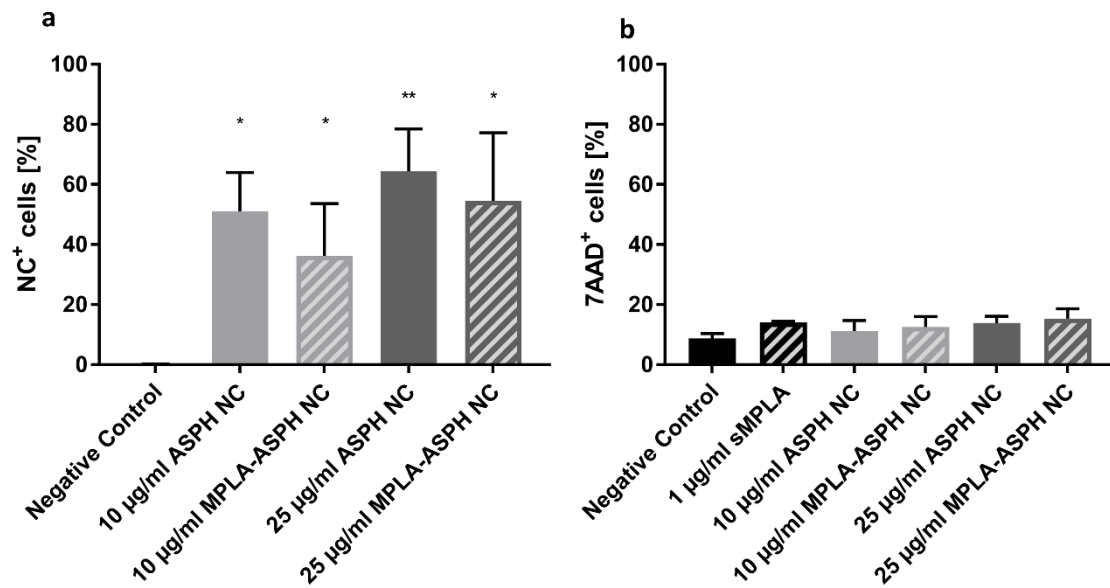 a
100
80
60
40
20
0
NC+ cells [%]
*
*
**
*
Negative Control
10 µg/ml ASPH NC
10 µg/ml MPLA-ASPH NC
25 µg/ml ASPH NC
25 µg/ml MPLA-ASPH NC
b
100
80
60
40
20
0
7AAD+ cells [%]
Negative Control
1 µg/ml sMPLA
10 µg/ml ASPH NC
10 µg/ml MPLA-ASPH NC
25 µg/ml ASPH NC
25 µg/ml MPLA-ASPH NC